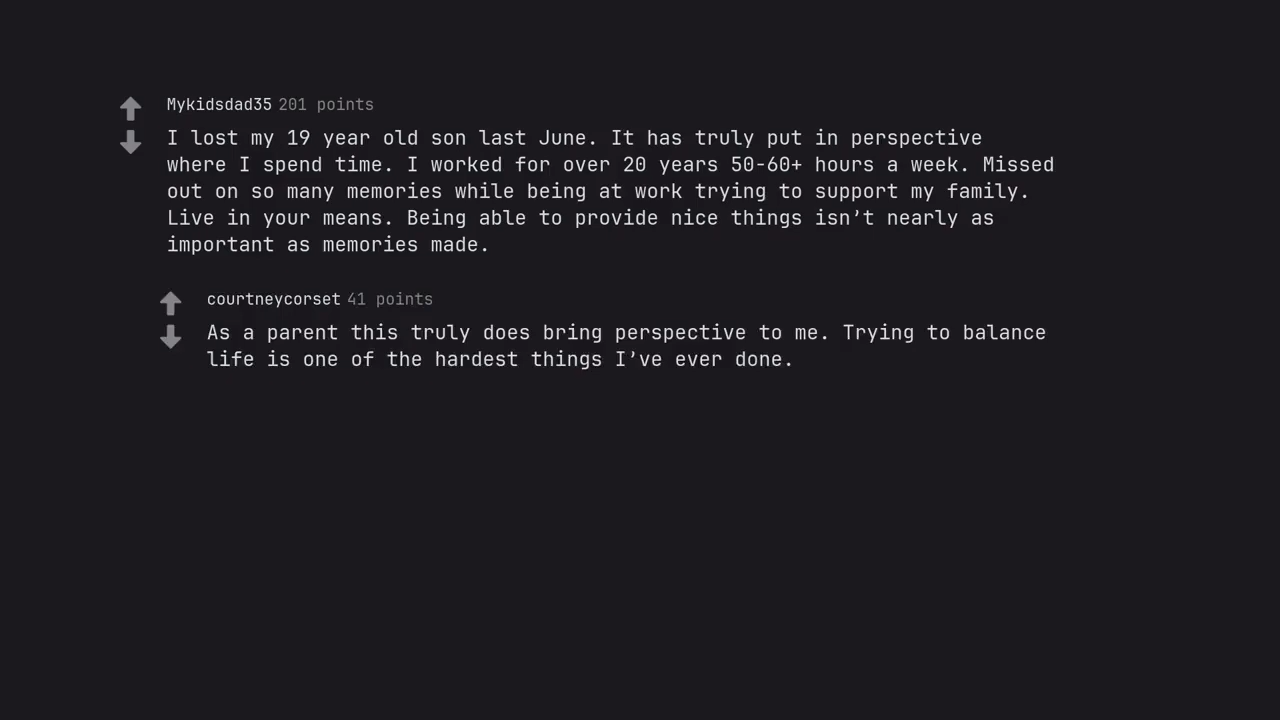 Mykidsdad35 201 points
I lost my 19 year old son last June. It has truly put in perspective
where I spend time. I worked for over 20 years 50-60+ hours a week. Missed
out on so many memories while being at work trying to support my family.
Live in your means. Being able to provide nice things isn’t nearly as
important as memories made.
courtneycorset 41 points
As a parent this truly does bring perspective to me. Trying to balance
life is one of the hardest things I’ve ever done.